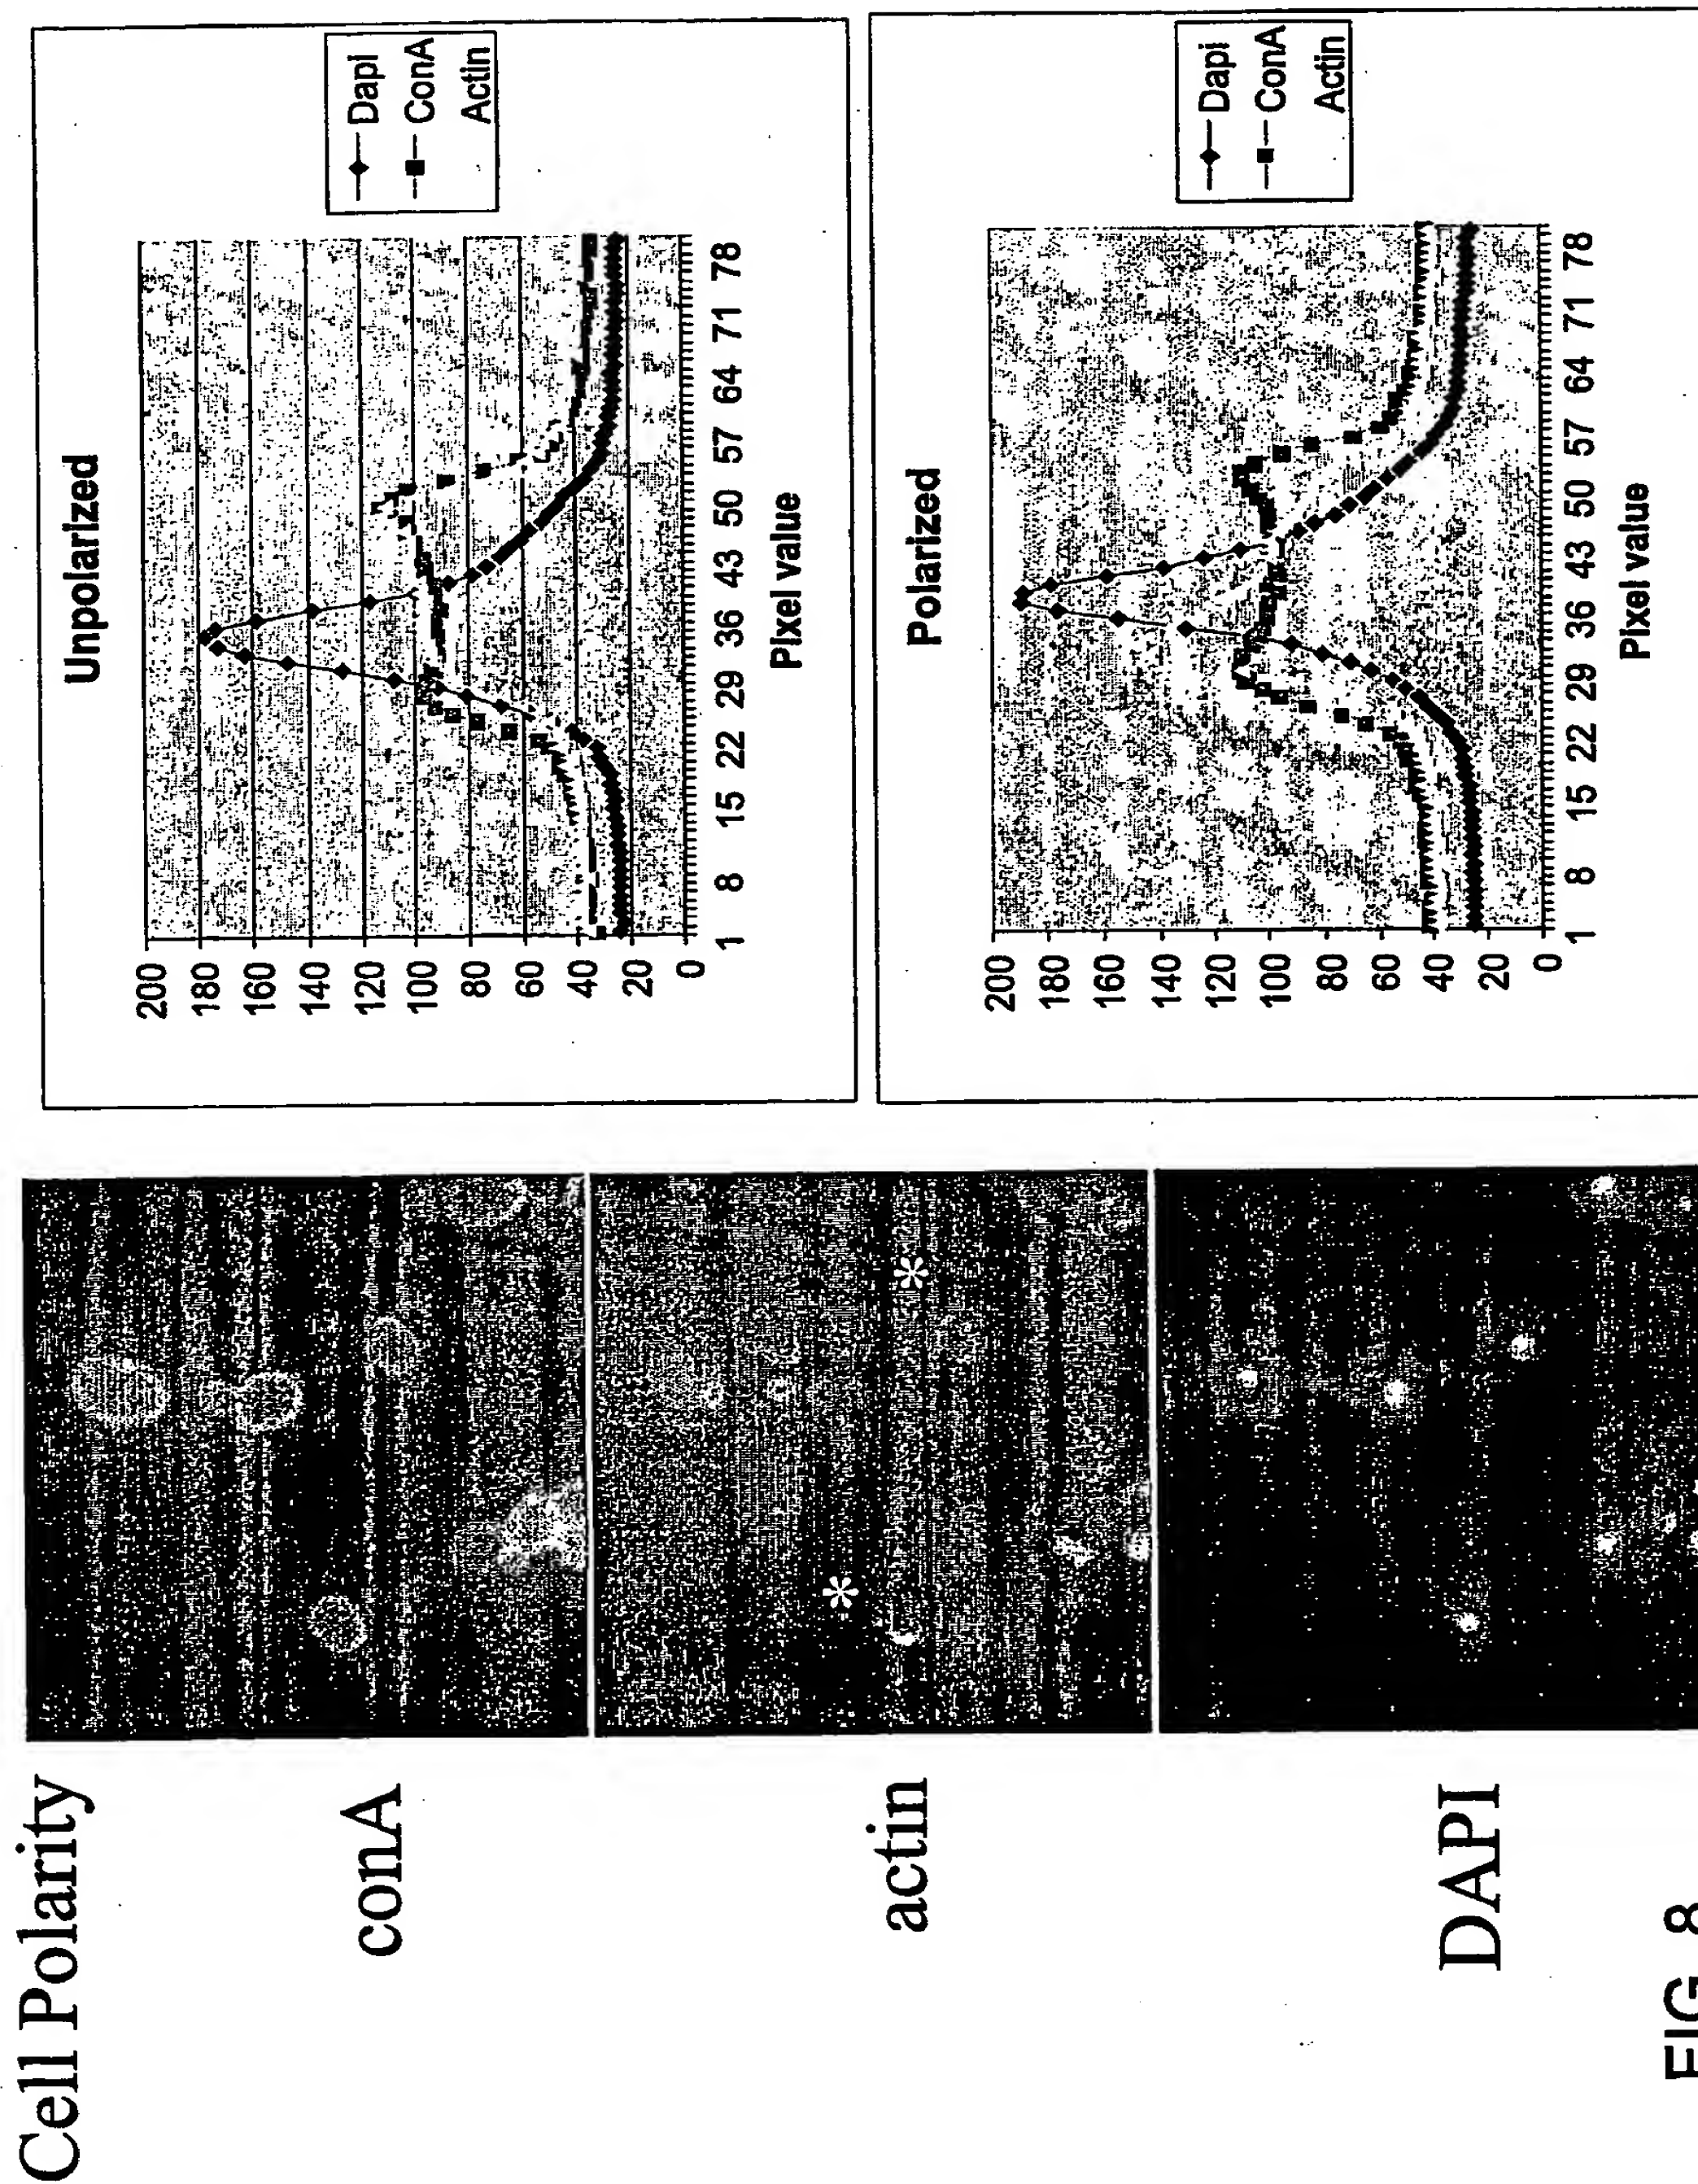 Cell Polarity
conA
actin
DAPI
Unpolarized
200
180
160
140
120
100
80
60
40
20
0
1 8 15 22 29 36 43 50 57 64 71 78
Pixel value
Dapi
ConA
Actin
Polarized
200
180
160
140
120
100
80
60
40
20
0
1 8 15 22 29 36 43 50 57 64 71 78
Pixel value
Dapi
ConA
Actin
*
*
FIG. 8